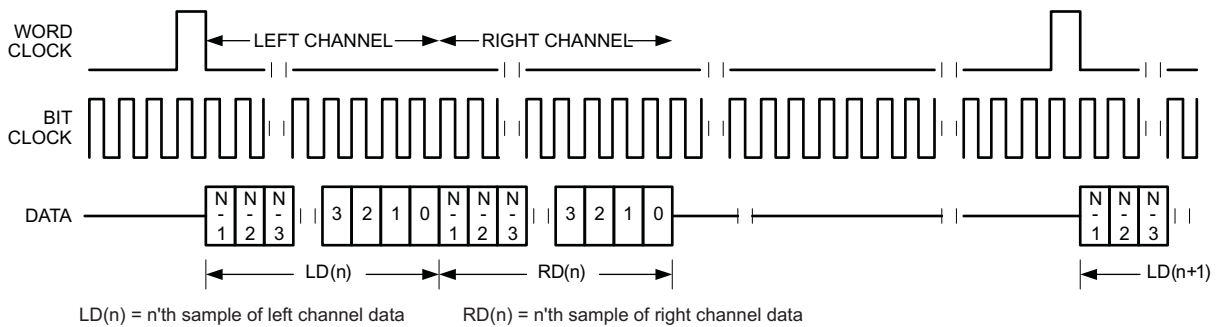 WORD CLOCK
LEFT CHANNEL RIGHT CHANNEL
BIT CLOCK
DATA
N-1 N-2 N-3 3 2 1 0 N-1 N-2 N-3 3 2 1 0 N-1 N-2 N-3
LD(n) RD(n) LD(n+1)
LD(n) = n'th sample of left channel data RD(n) = n'th sample of right channel data